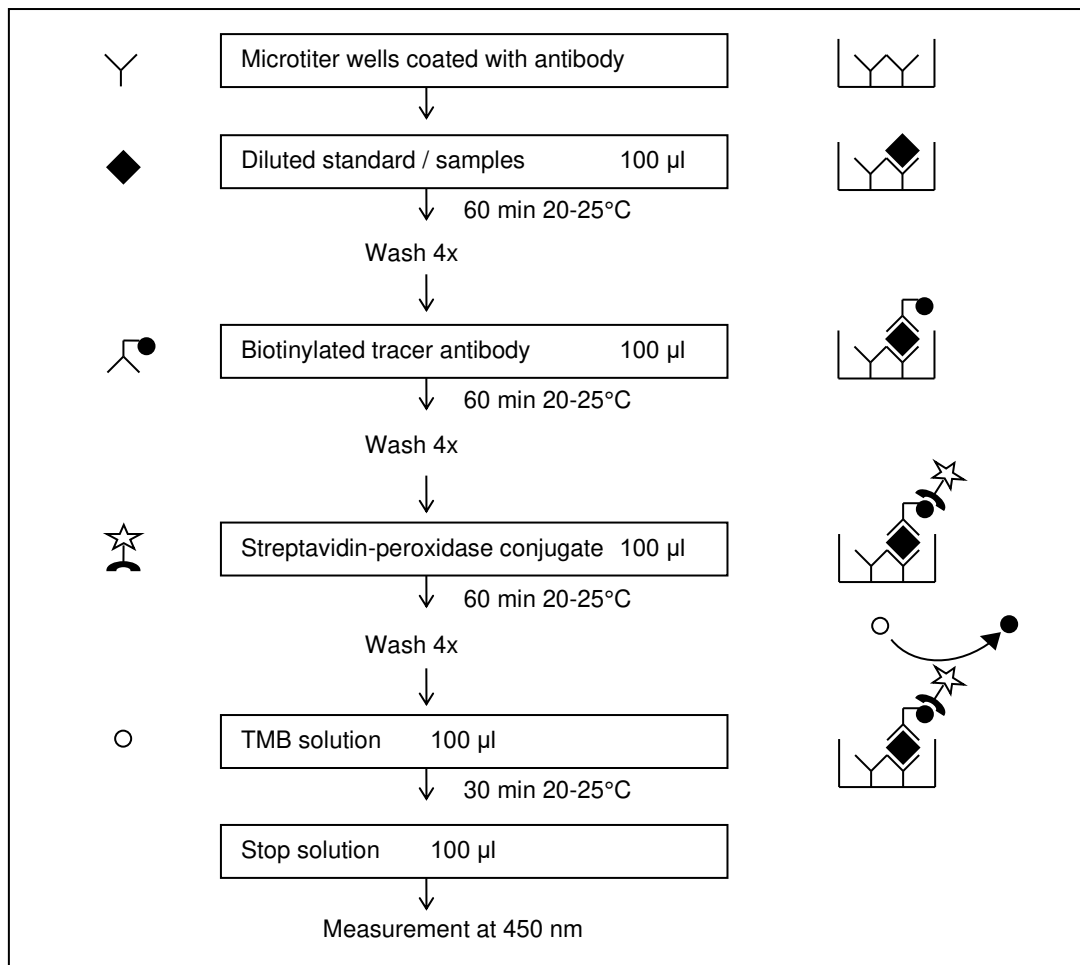 Microtiter wells coated with antibody
Diluted standard / samples 100 µl
60 min 20-25°C
Wash 4x
Biotinylated tracer antibody 100 µl
60 min 20-25°C
Wash 4x
Streptavidin-peroxidase conjugate 100 µl
60 min 20-25°C
Wash 4x
TMB solution 100 µl
30 min 20-25°C
Stop solution 100 µl
Measurement at 450 nm